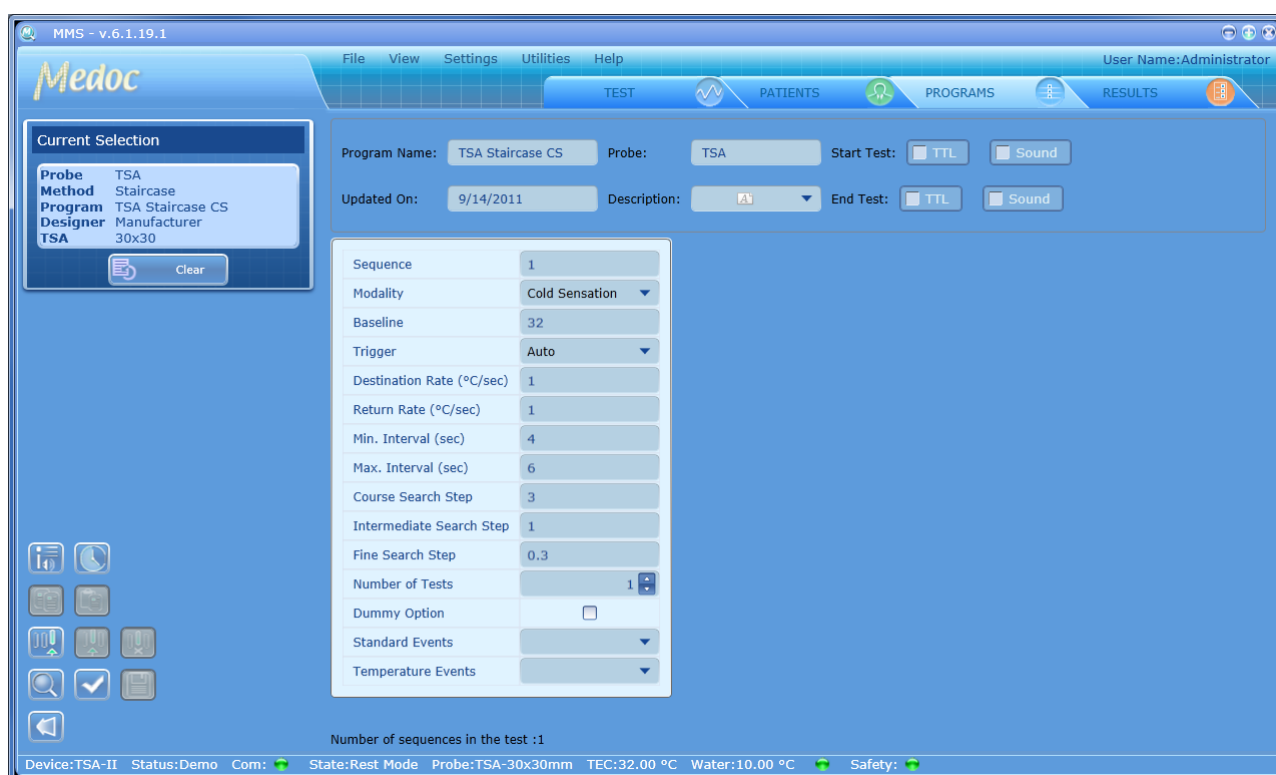 MMS - v.6.1.19.1
Medoc
File View Settings Utilities Help
User Name:Administrator
TEST PATIENTS PROGRAMS RESULTS
Current Selection
Probe TSA
Method Staircase
Program TSA Staircase CS
Designer Manufacturer
TSA 30x30
Clear
Program Name: TSA Staircase CS Probe: TSA Start Test: TTL Sound
Updated On: 9/14/2011 Description: A End Test: TTL Sound
Sequence 1
Modality Cold Sensation
Baseline 32
Trigger Auto
Destination Rate (°C/sec) 1
Return Rate (°C/sec) 1
Min. Interval (sec) 4
Max. Interval (sec) 6
Course Search Step 3
Intermediate Search Step 1
Fine Search Step 0.3
Number of Tests 1
Dummy Option
Standard Events
Temperature Events
Number of sequences in the test :1
Device:TSA-II Status:Demo Com: State:Rest Mode Probe:TSA-30x30mm TEC:32.00 °C Water:10.00 °C Safety: